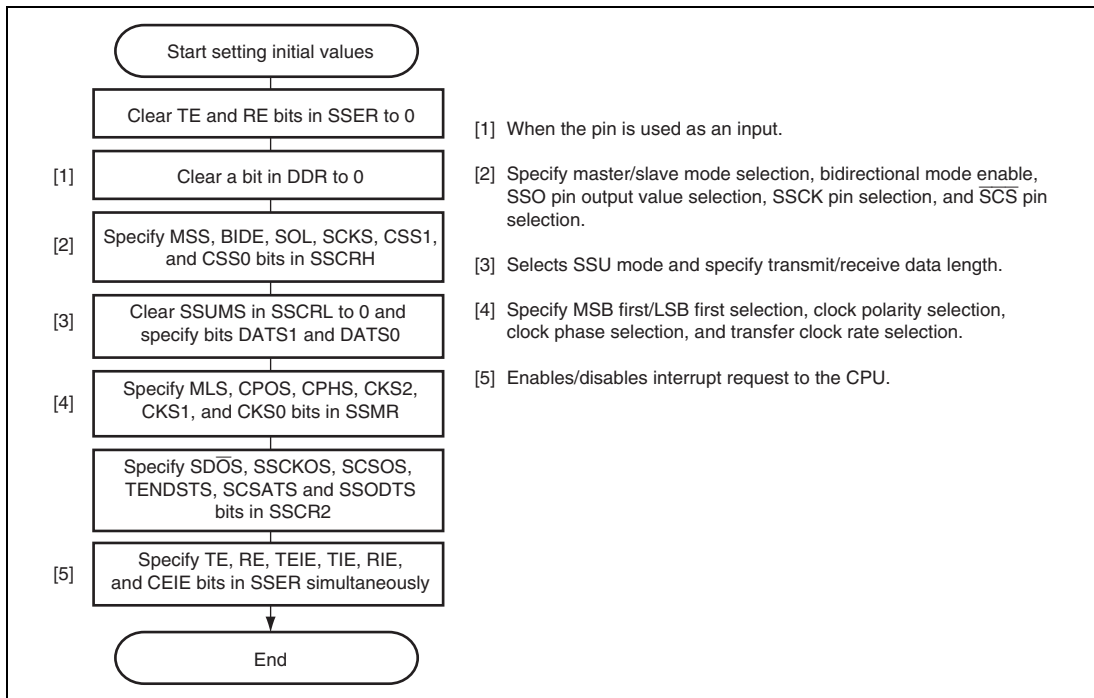 Start setting initial values
Clear TE and RE bits in SSER to 0
[1]
Clear a bit in DDR to 0
[2]
Specify MSS, BIDE, SOL, SCKS, CSS1,
and CSS0 bits in SSCRH
[3]
Clear SSUMS in SSCRL to 0 and
specify bits DATS1 and DATS0
[4]
Specify MLS, CPOS, CPHS, CKS2,
CKS1, and CKS0 bits in SSMR
Specify SDO̅S, SSCKOS, SCSOS,
TENDSTS, SCSATS and SSODTS
bits in SSCR2
[5]
Specify TE, RE, TEIE, TIE, RIE,
and CEIE bits in SSER simultaneously
End
[1] When the pin is used as an input.
[2] Specify master/slave mode selection, bidirectional mode enable,
SSO pin output value selection, SSCK pin selection, and S̅C̅S̅ pin
selection.
[3] Selects SSU mode and specify transmit/receive data length.
[4] Specify MSB first/LSB first selection, clock polarity selection,
clock phase selection, and transfer clock rate selection.
[5] Enables/disables interrupt request to the CPU.